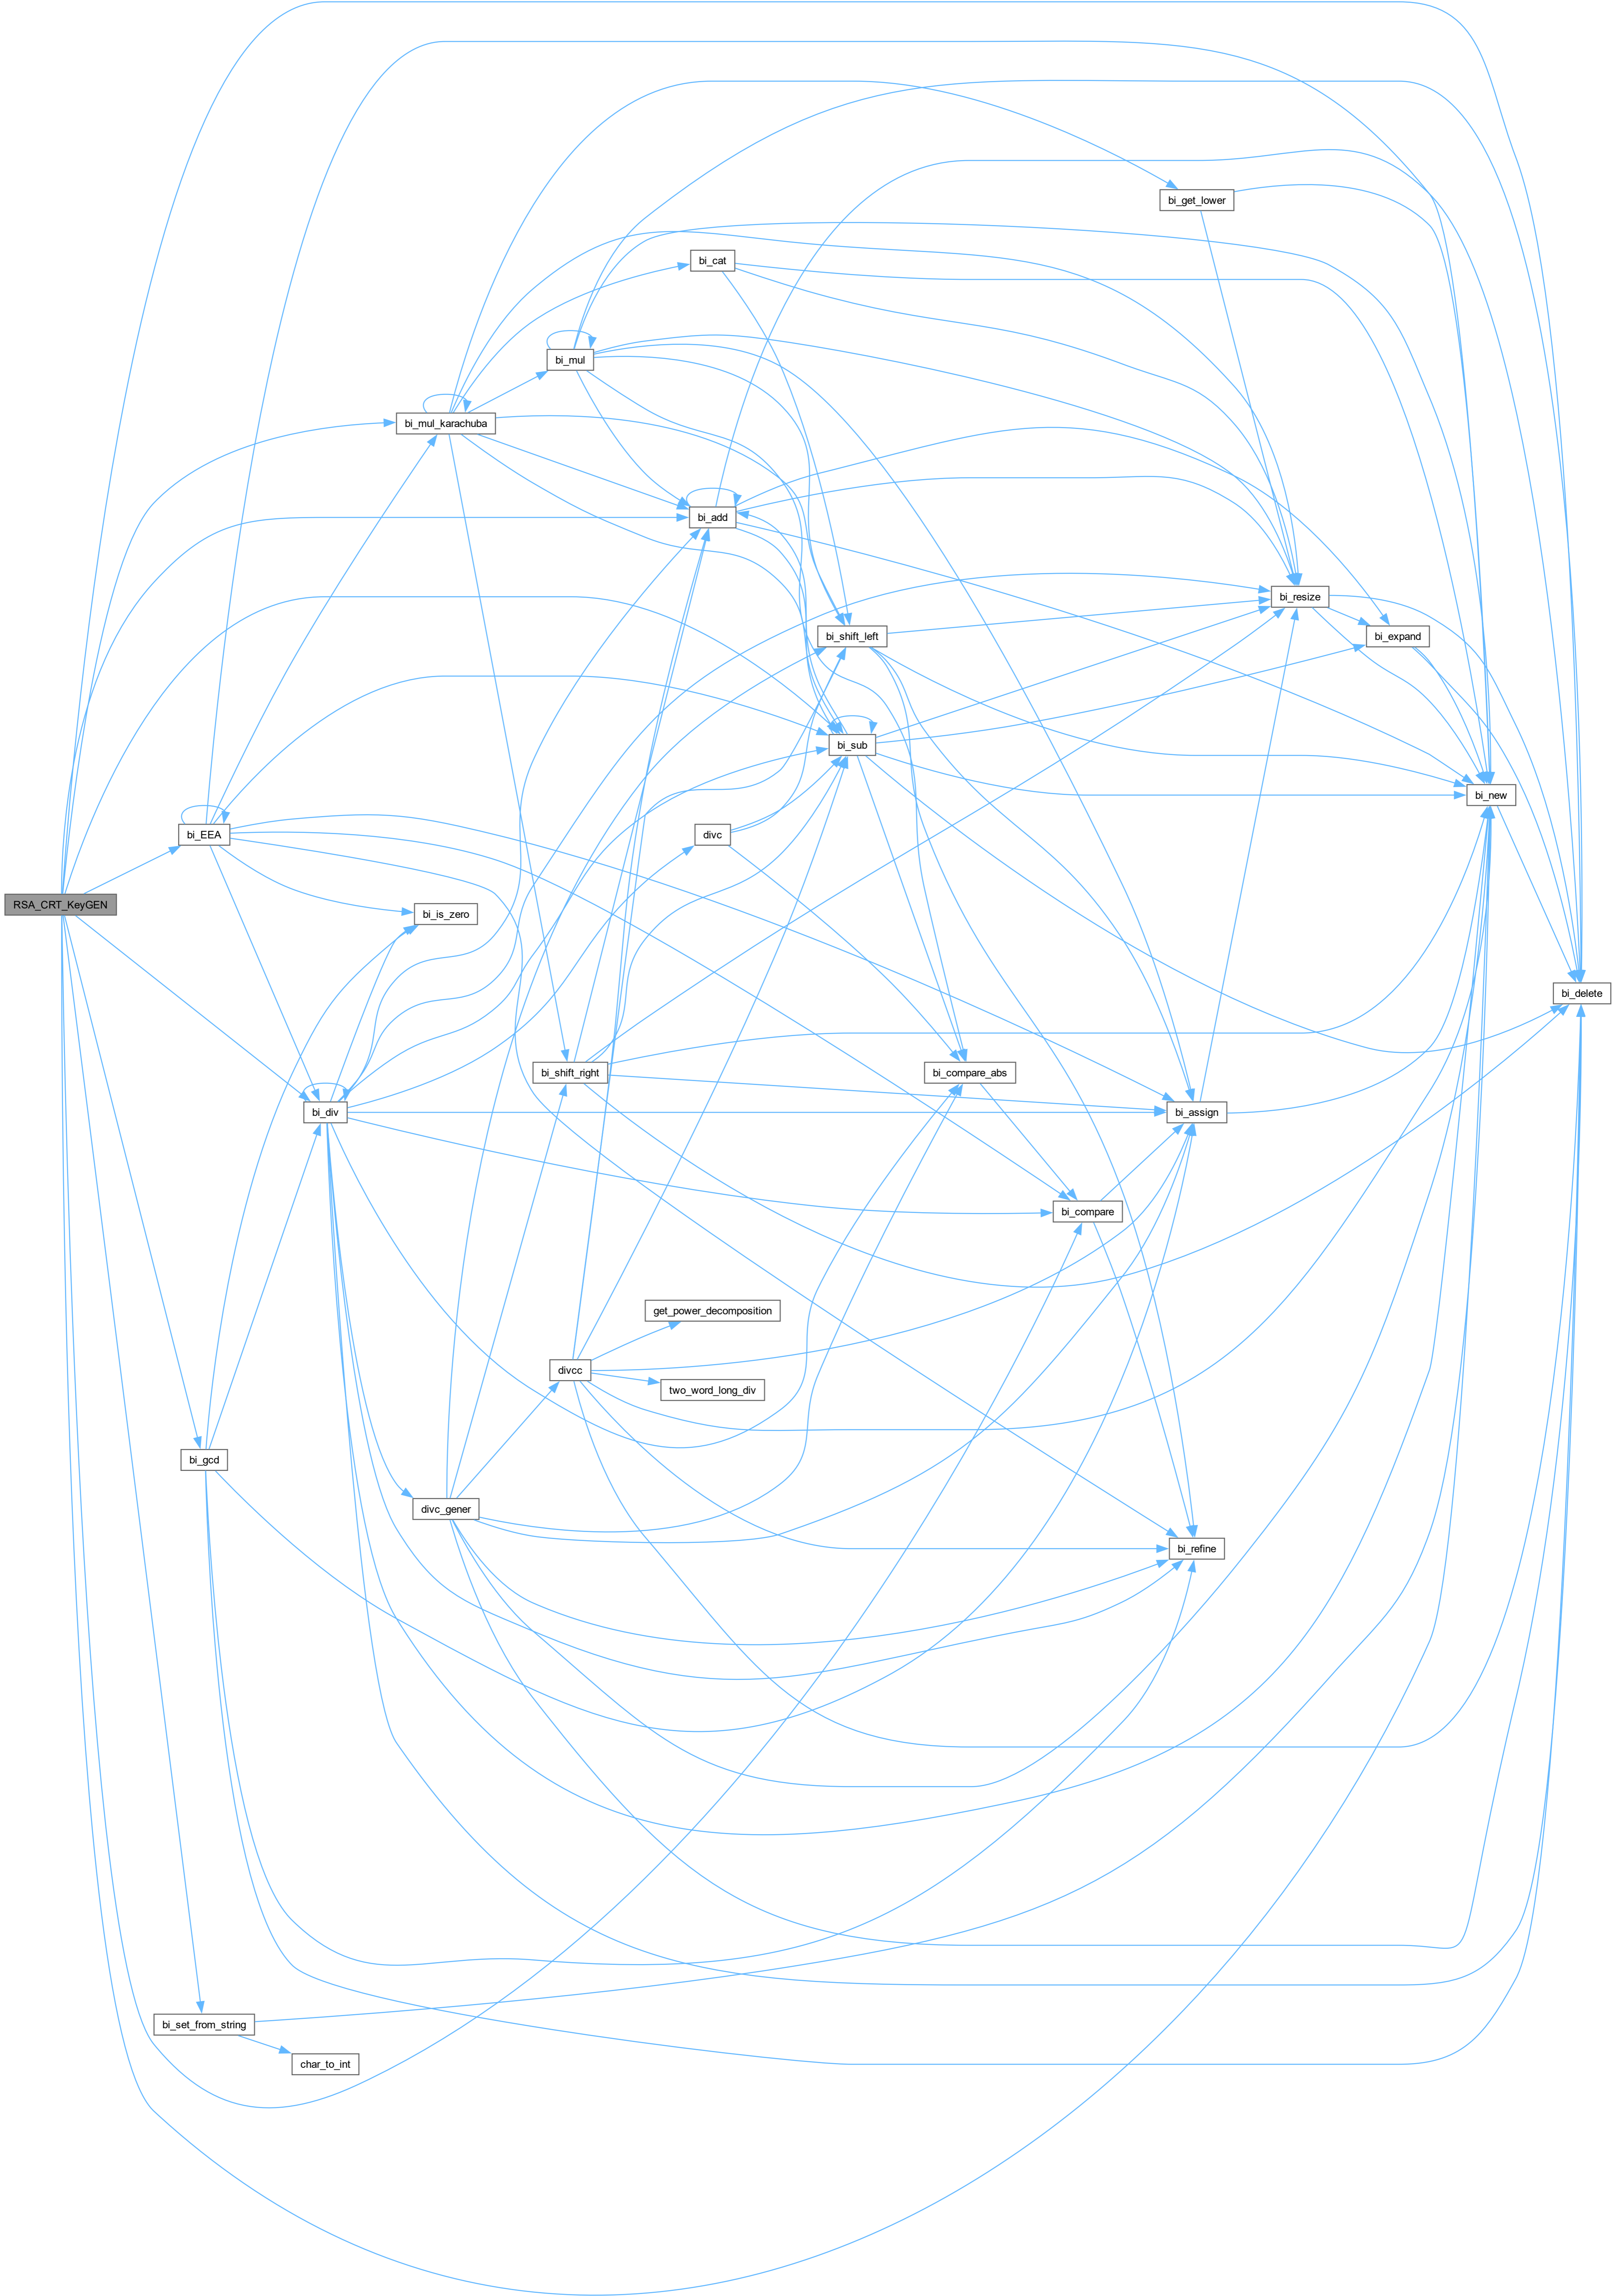 bi_get_lower
bi_cat
bi_mul
bi_mul_karachuba
bi_add
bi_resize
bi_shift_left
bi_expand
bi_sub
bi_new
bi_EEA
divc
RSA_CRT_KeyGEN
bi_is_zero
bi_delete
bi_shift_right
bi_compare_abs
bi_div
bi_assign
bi_compare
get_power_decomposition
divcc
two_word_long_div
bi_gcd
divc_gener
bi_refine
bi_set_from_string
char_to_int